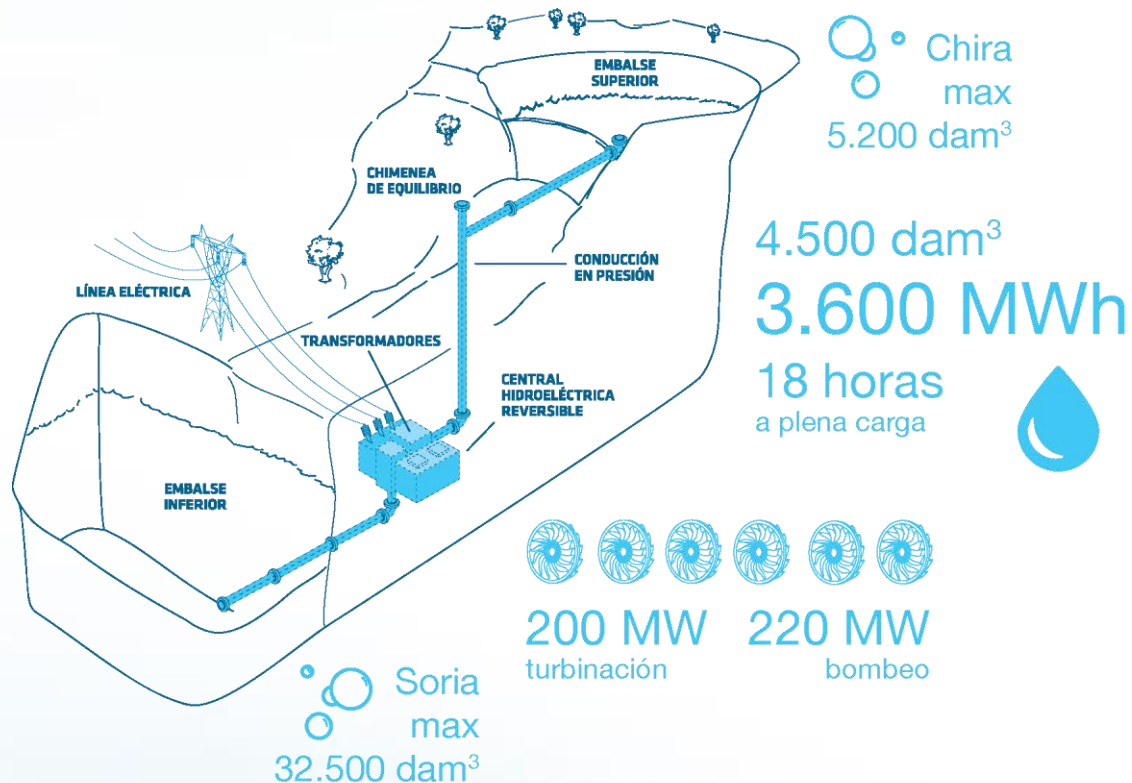 Chira
max
5.200 dam³
EMBALSE
SUPERIOR
CHIMENEA
DE EQUILIBRIO
4.500 dam³
3.600 MWh
18 horas
a plena carga
CONDUCCIÓN
EN PRESIÓN
LÍNEA ELÉCTRICA
TRANSFORMADORES
CENTRAL
HIDROELÉCTRICA
REVERSIBLE
EMBALSE
INFERIOR
200 MW
turbinación
220 MW
bombeo
Soria
max
32.500 dam³